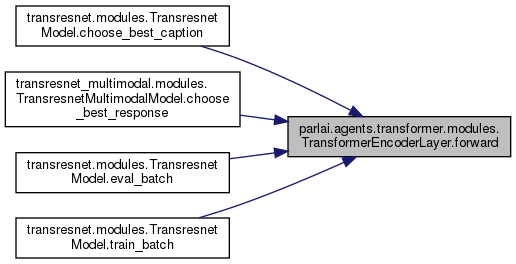 transresnet.modules.Transresnet
Model.choose_best_caption
transresnet_multimodal.modules.
TransresnetMultimodalModel.choose
_best_response
parlai.agents.transformer.modules.
TransformerEncoderLayer.forward
transresnet.modules.Transresnet
Model.eval_batch
transresnet.modules.Transresnet
Model.train_batch